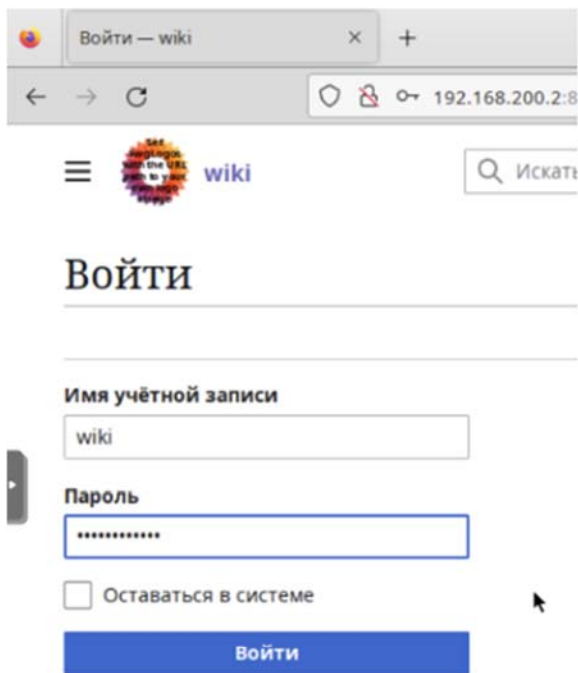 Войти — wiki
192.168.200.2:8
wiki
Искать
Войти
Имя учётной записи
wiki
Пароль
••••••••••••
Оставаться в системе
Войти